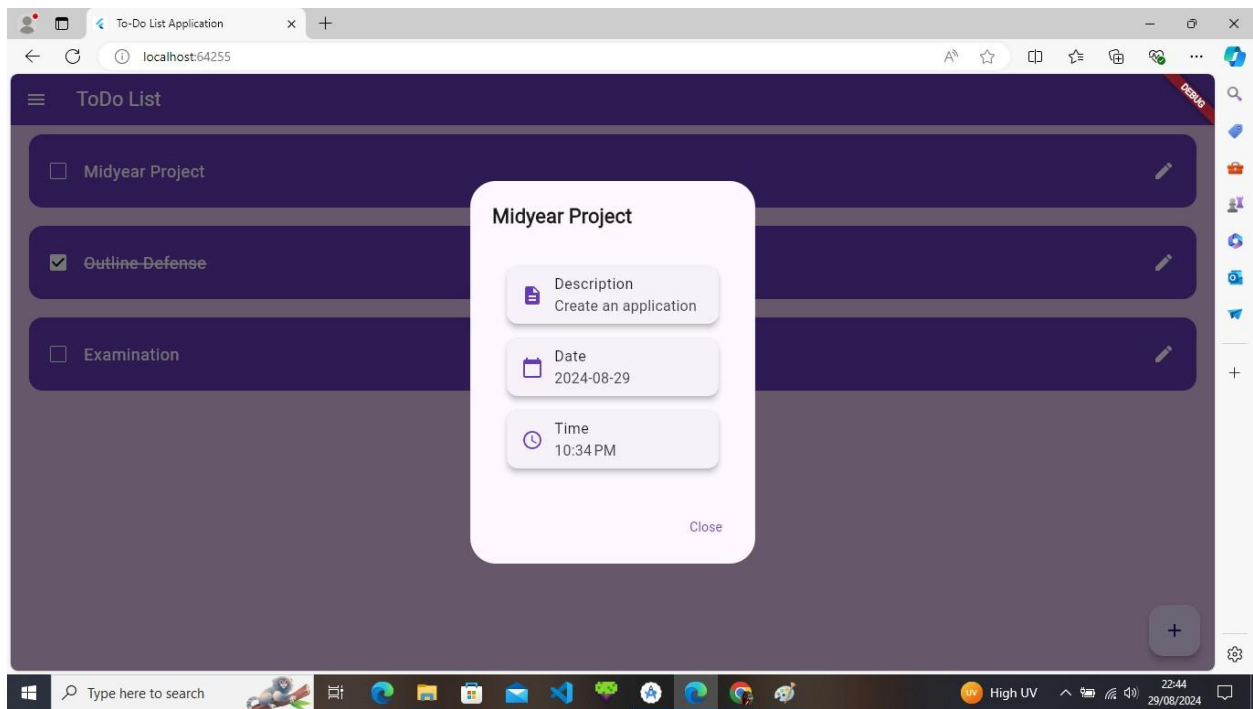 To-Do List Application
localhost:64255
ToDo List
DEBUG
Midyear Project
Outline Defense
Examination
Midyear Project
Description
Create an application
Date
2024-08-29
Time
10:34 PM
Close
Type here to search
UV
High UV
22:44
29/08/2024